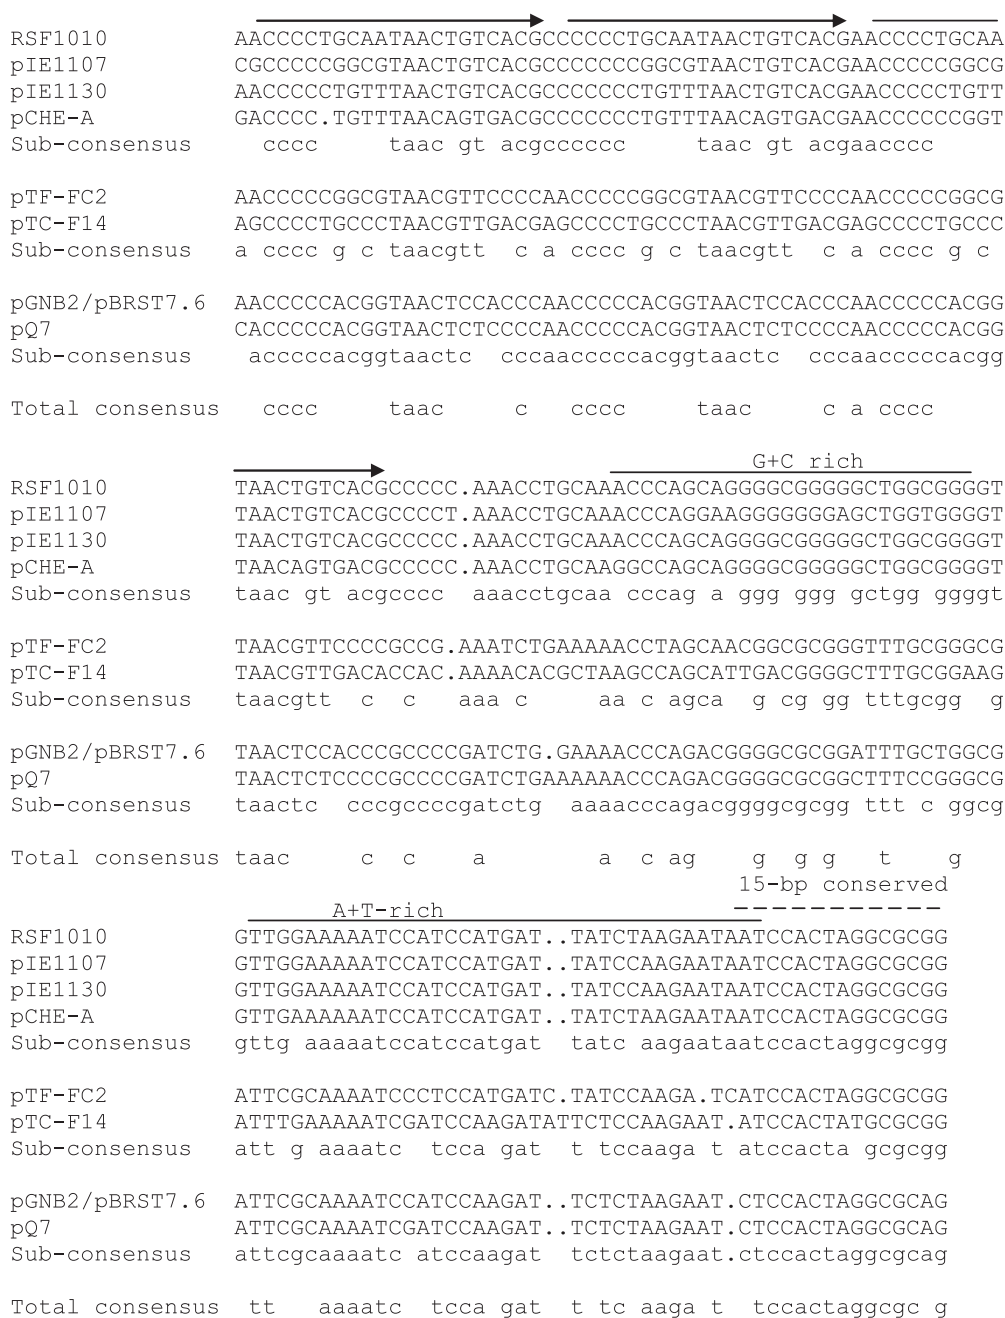 RSF1010 AACCCCCTGCAATAACTGTCACGCCCCCCTGCAATAACTGTCACGAACCCCTGCAA
pIE1107 CGCCCCCGGCGTAACTGTCACGCCCCCCCGGCGTAACTGTCACGAACCCCCGGCG
pIE1130 AACCCCCTGTTTAACTGTCACGCCCCCCCTGTTTAACTGTCACGAACCCCCTGTT
pCHE-A GACCCC.TGTTTAACAGTGACGCCCCCCTGTTTAACAGTGACGAACCCCCCGGT
Sub-consensus cccc taac gt acgcccccc taac gt acgaacccc
pTF-FC2 AACCCCCGGCGTAACGTTCCCCAACCCCCGGCGTAACGTTCCCCAACCCCCGGCG
pTC-F14 AGCCCCTGCCCTAACGTTGACGAGCCCCTGCCCTAACGTTGACGAGCCCCTGCCC
Sub-consensus a cccc g c taacgtt c a cccc g c taacgtt c a cccc g c
pGNB2/pBRST7.6 AACCCCCACGGTAACTCCACCCAACCCCCACGGTAACTCCACCCAACCCCCACGG
pQ7 CACCCCCACGGTAACTCTCCCCAACCCCCACGGTAACTCTCCCCAACCCCCACGG
Sub-consensus acccccacggtaactc cccaacccccacggtaactc cccaacccccacgg
Total consensus cccc taac c cccc taac c a cccc
G+C rich
RSF1010 TAACTGTCACGCCCCC.AAACCTGCAAACCCAGCAGGGGCGGGGGCTGGCGGGGT
pIE1107 TAACTGTCACGCCCCT.AAACCTGCAAACCCAGGAAGGGGGGGGAGCTGGTGGGGT
pIE1130 TAACTGTCACGCCCCC.AAACCTGCAAACCCAGCAGGGGCGGGGGCTGGCGGGGT
pCHE-A TAACAGTGACGCCCCC.AAACCTGCAAGGCCAGCAGGGGCGGGGGCTGGCGGGGT
Sub-consensus taac gt acgcccc aaacctgcaa cccag a ggg ggg gctgg ggggt
pTF-FC2 TAACGTTCCCCGCCG.AAATCTGAAAAACCTAGCAACGGCGCGGGTTTGCGGGCG
pTC-F14 TAACGTTGACACCAC.AAAACACGCTAAGCCAGCATTGACGGGGCTTTGCGGAAG
Sub-consensus taacgtt c c aaa c aa c agca g gcg gg tttgcgg g
pGNB2/pBRST7.6 TAACTCCACCCGCCCCGATCTG.GAAAACCCAGACGGGGCGCGGATTTGCTGGCG
pQ7 TAACTCTCCCCGCCCCGATCTGAAAAAACCCAGACGGGGCGCGGCTTTCCGGGCG
Sub-consensus taactc cccgccccgatctg aaaacccagacggggcgcgg ttt c ggcg
Total consensus taac c c a a c ag g g g t g
15-bp conserved
A+T-rich
RSF1010 GTTGGAAAAATCCATCCATGAT..TATCTAAGAATAATCCACTAGGCGCGG
pIE1107 GTTGGAAAAATCCATCCATGAT..TATCCAAGAATAATCCACTAGGCGCGG
pIE1130 GTTGGAAAAATCCATCCATGAT..TATCCAAGAATAATCCACTAGGCGCGG
pCHE-A GTTGAAAAAATCCATCCATGAT..TATCTAAGAATAATCCACTAGGCGCGG
Sub-consensus gttg aaaaatccatccatgat tatc aagaataatccactaggcgcgg
pTF-FC2 ATTCGCAAAATCCCTCCATGATC.TATCCAAGA.TCATCCACTAGGCGCGG
pTC-F14 ATTTGAAAAATCGATCCAAGATATTCTCCAAGAAT.ATCCACTATGCGCGG
Sub-consensus att g aaaatc tcca gat t tccaaga t atccacta gcgcgg
pGNB2/pBRST7.6 ATTCGCAAAATCCATCCAAGAT..TCTCTAAGAAT.CTCCACTAGGCGCAG
pQ7 ATTCGCAAAATCGATCCAAGAT..TCTCTAAGAAT.CTCCACTAGGCGCAG
Sub-consensus attcgcaaaatc atccaagat tctctaagaat.ctccactaggcgcag
Total consensus tt aaaatc tcca gat t tc aaga t tccactaggcgc g